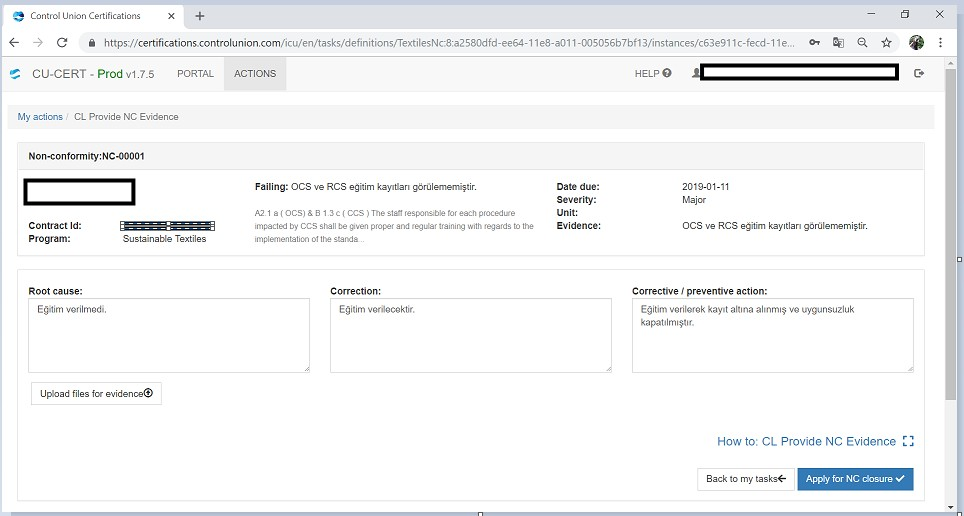 Control Union Certifications
https://certifications.controlunion.com/icu/en/tasks/definitions/TextilesNc:8:a2580dfd-ee64-11e8-a011-005056b7bf13/instances/c63e911c-fecd-11e...
CU-CERT - Prod v1.7.5 PORTAL ACTIONS HELP
My actions / CL Provide NC Evidence
Non-conformity:NC-00001
Failing: OCS ve RCS eğitim kayıtları görülememiştir.
A2.1 a ( OCS) & B 1.3 c ( CCS ) The staff responsible for each procedure
impacted by CCS shall be given proper and regular training with regards to the
implementation of the standa...
Contract Id:
Program: Sustainable Textiles
Date due: 2019-01-11
Severity: Major
Unit:
Evidence: OCS ve RCS eğitim kayıtları görülememiştir.
Root cause:
Eğitim verilmedi.
Correction:
Eğitim verilecektir.
Corrective / preventive action:
Eğitim verilerek kayıt altına alınmış ve uygunsuzluk
kapatılmıştır.
Upload files for evidence
How to: CL Provide NC Evidence
Back to my tasks
Apply for NC closure